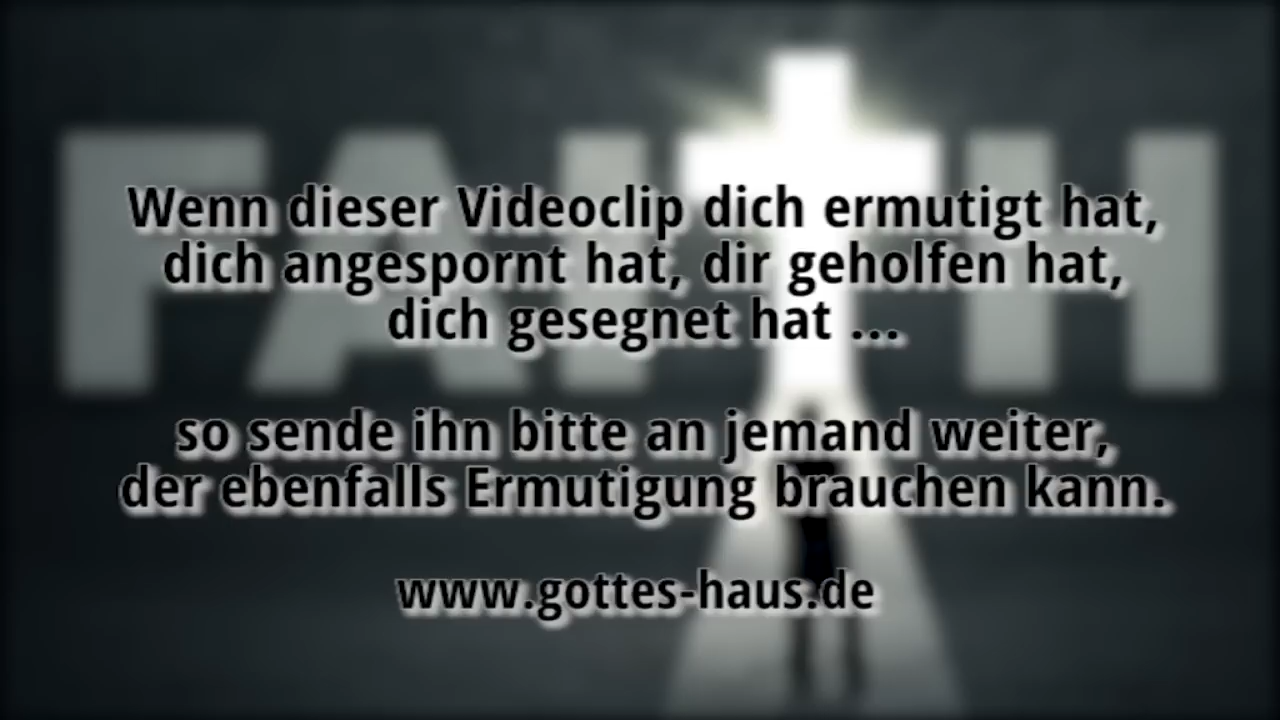 FAITH
Wenn dieser Videoclip dich ermutigt hat,
dich angespornt hat, dir geholfen hat,
dich gesegnet hat ...
so sende ihn bitte an jemand weiter,
der ebenfalls Ermutigung brauchen kann.
www.gottes-haus.de